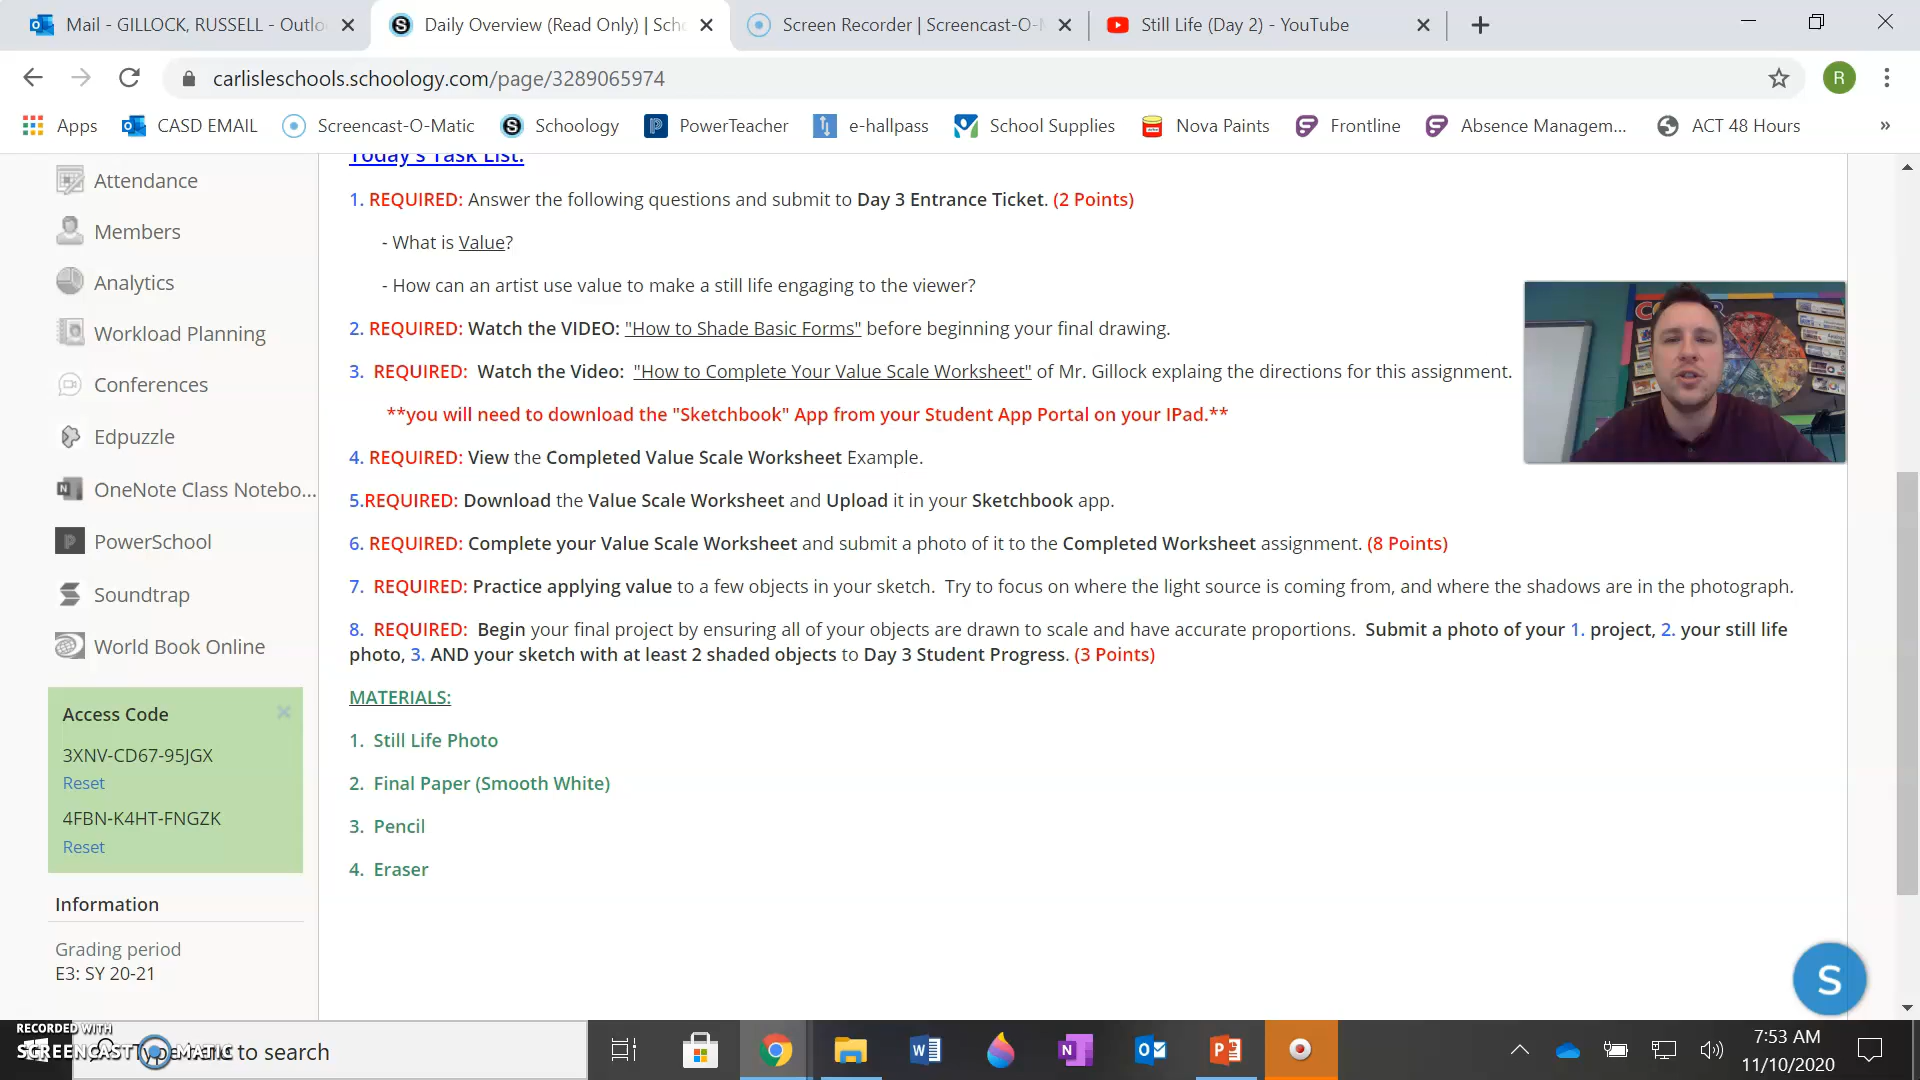 Mail - GILLOCK, RUSSELL - Outlo
Daily Overview (Read Only) | Scho
Screen Recorder | Screencast-O-M
Still Life (Day 2) - YouTube
carlisleschools.schoology.com/page/3289065974
R
Apps
CASD EMAIL
Screencast-O-Matic
Schoology
PowerTeacher
e-hallpass
School Supplies
Nova Paints
Frontline
Absence Managem...
ACT 48 Hours
»
Attendance
Members
Analytics
Workload Planning
Conferences
Edpuzzle
OneNote Class Notebo...
PowerSchool
Soundtrap
World Book Online
Access Code
3XNV-CD67-95JGX
Reset
4FBN-K4HT-FNGZK
Reset
Information
Grading period
E3: SY 20-21
Today's Task List:
1. REQUIRED: Answer the following questions and submit to Day 3 Entrance Ticket. (2 Points)
- What is Value?
- How can an artist use value to make a still life engaging to the viewer?
2. REQUIRED: Watch the VIDEO: "How to Shade Basic Forms" before beginning your final drawing.
3. REQUIRED: Watch the Video: "How to Complete Your Value Scale Worksheet" of Mr. Gillock explaing the directions for this assignment.
**you will need to download the "Sketchbook" App from your Student App Portal on your IPad.**
4. REQUIRED: View the Completed Value Scale Worksheet Example.
5.REQUIRED: Download the Value Scale Worksheet and Upload it in your Sketchbook app.
6. REQUIRED: Complete your Value Scale Worksheet and submit a photo of it to the Completed Worksheet assignment. (8 Points)
7. REQUIRED: Practice applying value to a few objects in your sketch. Try to focus on where the light source is coming from, and where the shadows are in the photograph.
8. REQUIRED: Begin your final project by ensuring all of your objects are drawn to scale and have accurate proportions. Submit a photo of your 1. project, 2. your still life
photo, 3. AND your sketch with at least 2 shaded objects to Day 3 Student Progress. (3 Points)
MATERIALS:
1. Still Life Photo
2. Final Paper (Smooth White)
3. Pencil
4. Eraser
S
RECORDED WITH
SCREENCAST MATIC
Type to search
7:53 AM
11/10/2020